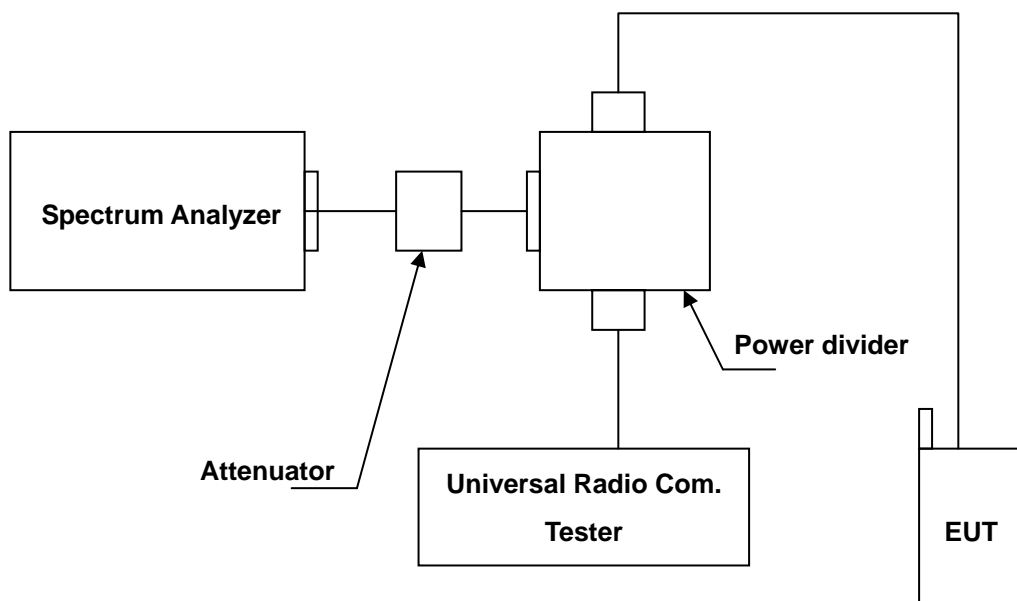 Spectrum Analyzer
Power divider
Attenuator
Universal Radio Com.
Tester
EUT